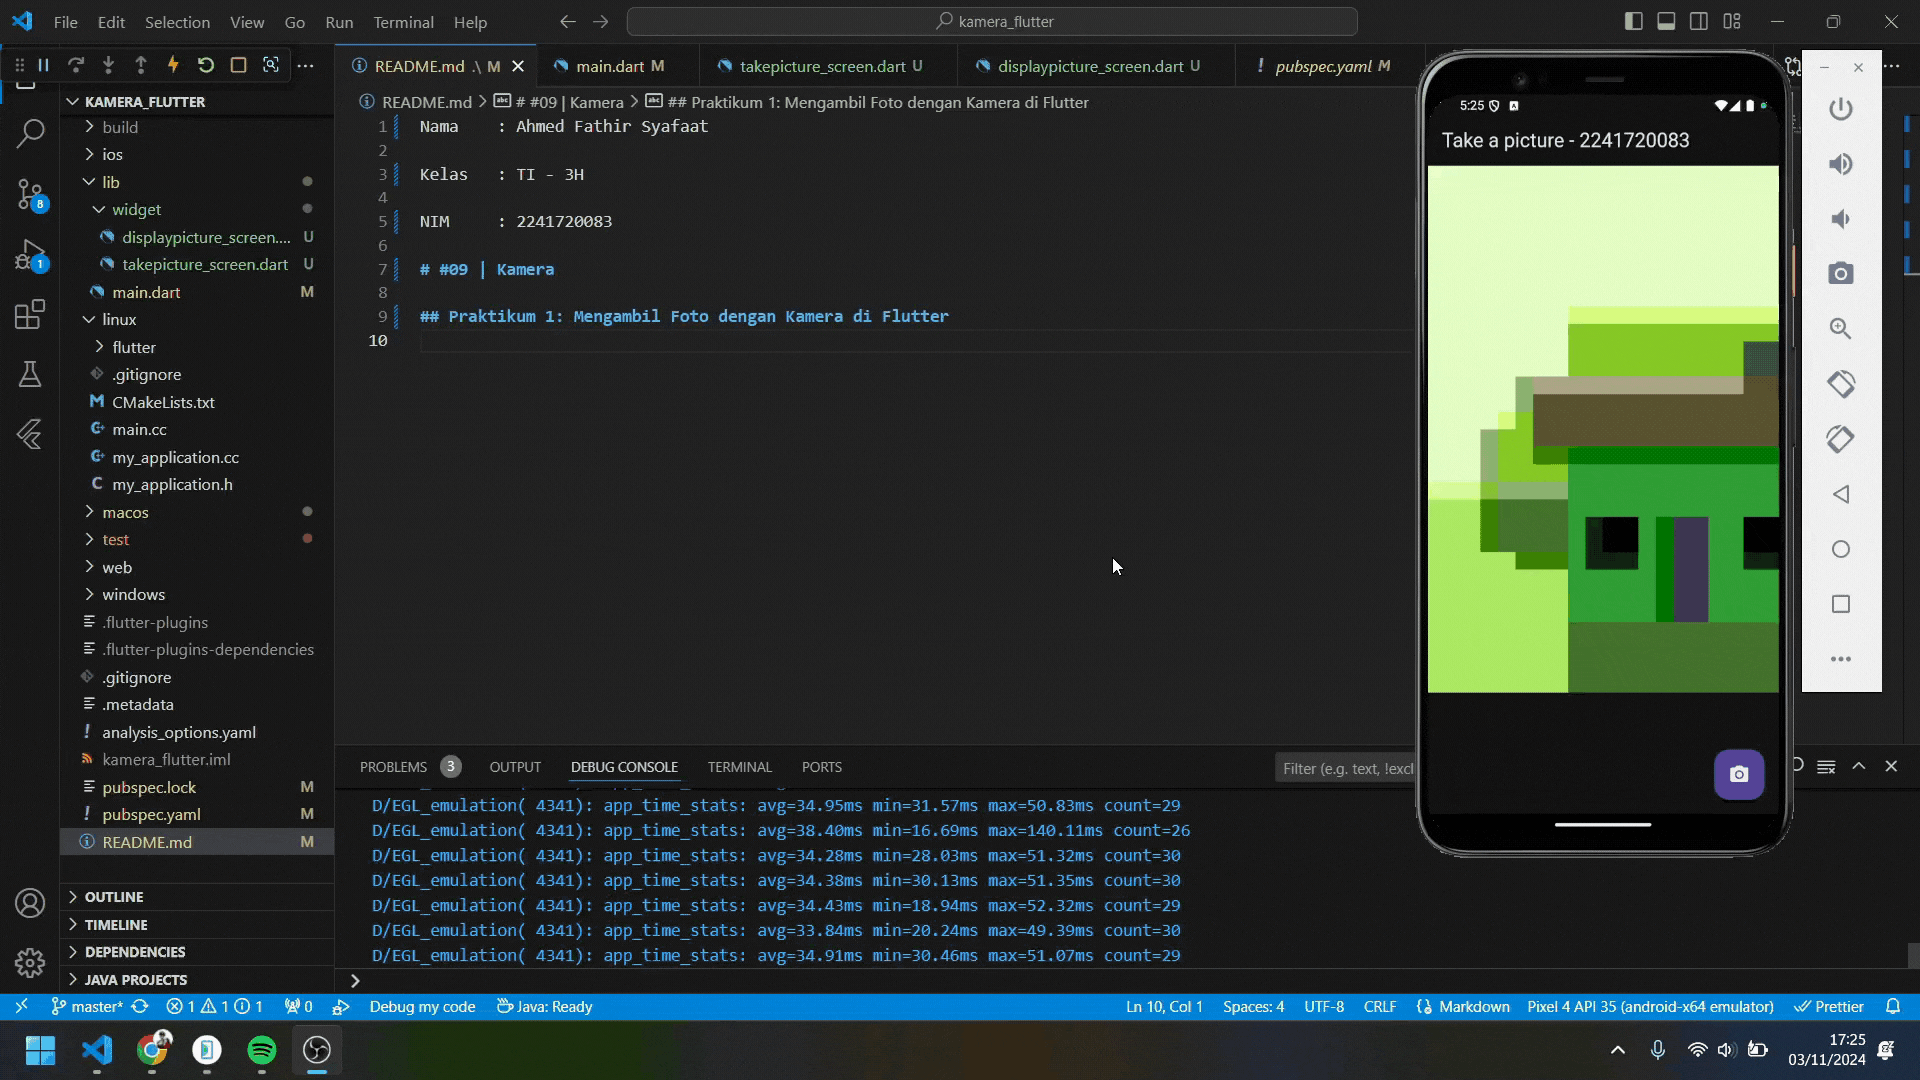 File Edit Selection View Go Run Terminal Help
kamera_flutter
README.md .\ M
main.dart M
takepicture_screen.dart U
displaypicture_screen.dart U
! pubspec.yaml M
KAMERA_FLUTTER
build
ios
lib
widget
displaypicture_screen.... U
takepicture_screen.dart U
main.dart M
linux
flutter
.gitignore
CMakeLists.txt
main.cc
my_application.cc
my_application.h
macos
test
web
windows
.flutter-plugins
.flutter-plugins-dependencies
.gitignore
.metadata
! analysis_options.yaml
kamera_flutter.iml
pubspec.lock M
! pubspec.yaml M
README.md M
OUTLINE
TIMELINE
DEPENDENCIES
JAVA PROJECTS
8
1
README.md > # #09 | Kamera > ## Praktikum 1: Mengambil Foto dengan Kamera di Flutter
1 Nama : Ahmed Fathir Syafaat
2
3 Kelas : TI - 3H
4
5 NIM : 2241720083
6
7 # #09 | Kamera
8
9 ## Praktikum 1: Mengambil Foto dengan Kamera di Flutter
10
5:25
Take a picture - 2241720083
PROBLEMS 3 OUTPUT DEBUG CONSOLE TERMINAL PORTS
Filter (e.g. text, !excl
D/EGL_emulation( 4341): app_time_stats: avg=34.95ms min=31.57ms max=50.83ms count=29
D/EGL_emulation( 4341): app_time_stats: avg=38.40ms min=16.69ms max=140.11ms count=26
D/EGL_emulation( 4341): app_time_stats: avg=34.28ms min=28.03ms max=51.32ms count=30
D/EGL_emulation( 4341): app_time_stats: avg=34.38ms min=30.13ms max=51.35ms count=30
D/EGL_emulation( 4341): app_time_stats: avg=34.43ms min=18.94ms max=52.32ms count=29
D/EGL_emulation( 4341): app_time_stats: avg=33.84ms min=20.24ms max=49.39ms count=30
D/EGL_emulation( 4341): app_time_stats: avg=34.91ms min=30.46ms max=51.07ms count=29
master* 1 1 1 0 Debug my code Java: Ready
Ln 10, Col 1 Spaces: 4 UTF-8 CRLF Markdown Pixel 4 API 35 (android-x64 emulator) Prettier
17:25
03/11/2024